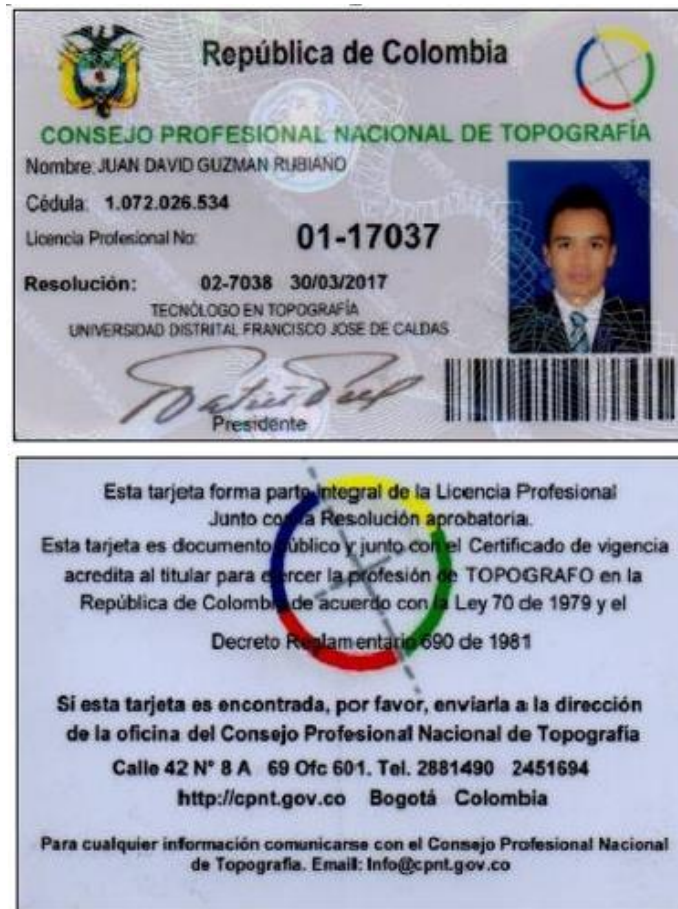 República de Colombia
CONSEJO PROFESIONAL NACIONAL DE TOPOGRAFÍA
Nombre: JUAN DAVID GUZMAN RUBIANO
Cédula: 1.072.026.534
Licencia Profesional No: 01-17037
Resolución: 02-7038 30/03/2017
TECNÓLOGO EN TOPOGRAFÍA
UNIVERSIDAD DISTRITAL FRANCISCO JOSE DE CALDAS
Presidente
Esta tarjeta forma parte integral de la Licencia Profesional
Junto con la Resolución aprobatoria.
Esta tarjeta es documento público y junto con el Certificado de vigencia
acredita al titular para ejercer la profesión de TOPOGRAFO en la
República de Colombia de acuerdo con la Ley 70 de 1979 y el
Decreto Reglamentario 690 de 1981
Si esta tarjeta es encontrada, por favor, enviarla a la dirección
de la oficina del Consejo Profesional Nacional de Topografía
Calle 42 N° 8 A 69 Ofc 601. Tel. 2881490 2451694
http://cpnt.gov.co Bogotá Colombia
Para cualquier información comunicarse con el Consejo Profesional Nacional
de Topografía. Email: Info@cpnt.gov.co